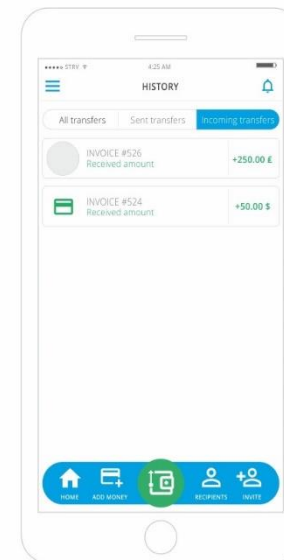 STRV 4:25 AM
HISTORY
All transfers Sent transfers Incoming transfers
INVOICE #526
Received amount
+250.00 £
INVOICE #524
Received amount
+50.00 $
HOME ADD MONEY RECIPIENTS INVITE